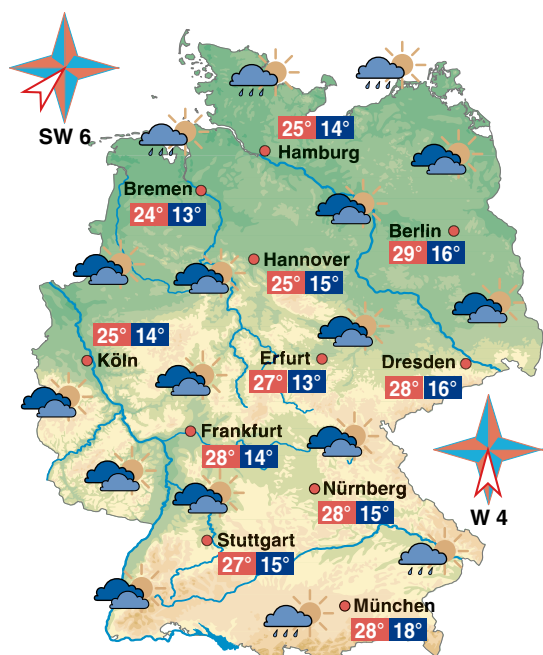 SW 6
25° 14°
Hamburg
Bremen
24° 13°
Berlin
29° 16°
Hannover
25° 15°
25° 14°
Köln
Erfurt
27° 13°
Dresden
28° 16°
Frankfurt
28° 14°
Nürnberg
28° 15°
W 4
Stuttgart
27° 15°
München
28° 18°